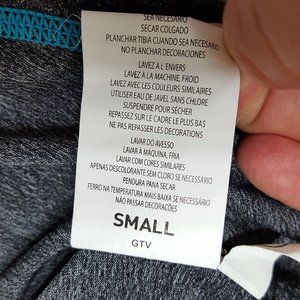 SEA NECESARIO
SECAR COLGADO
PLANCHAR TIBIA CUANDO SEA NECESARIO
NO PLANCHAR DECORACIONES
LAVEZ A L'ENVERS
LAVEZ À LA MACHINE, FROID
LAVEZ AVEC LES COULEURS SIMILAIRES
UTILISER EAU DE JAVEL SANS CHLORE
SUSPENDRE POUR SÉCHER
REPASSEZ SUR LE CADRE LE PLUS BAS
NE PAS REPASSER LES DECORATIONS
LAVAR DO AVESSO
LAVAR À MÁQUINA, FRIA
LAVAR COM CORES SIMILARES
APENAS DESCOLORANTE SEM CLORO SE NECESSÁRIO
PENDURA PANA SECAR
FERRO NA TEMPERATURA MAIS BAIXA SE NECESSÁRIO
NÃO PASSAR DECORAÇÕES
SMALL
GTV